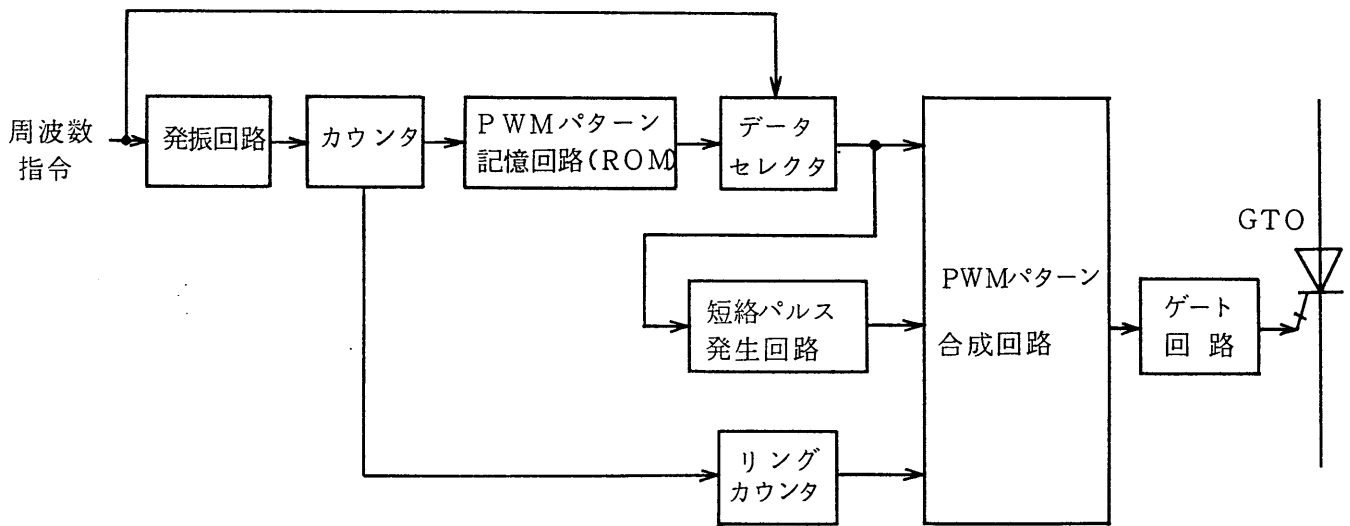 周波数
指令
発振回路
カウンタ
PWMパターン
記憶回路(ROM)
データ
セレクタ
短絡パルス
発生回路
リング
カウンタ
PWMパターン
合成回路
ゲート
回路
GTO